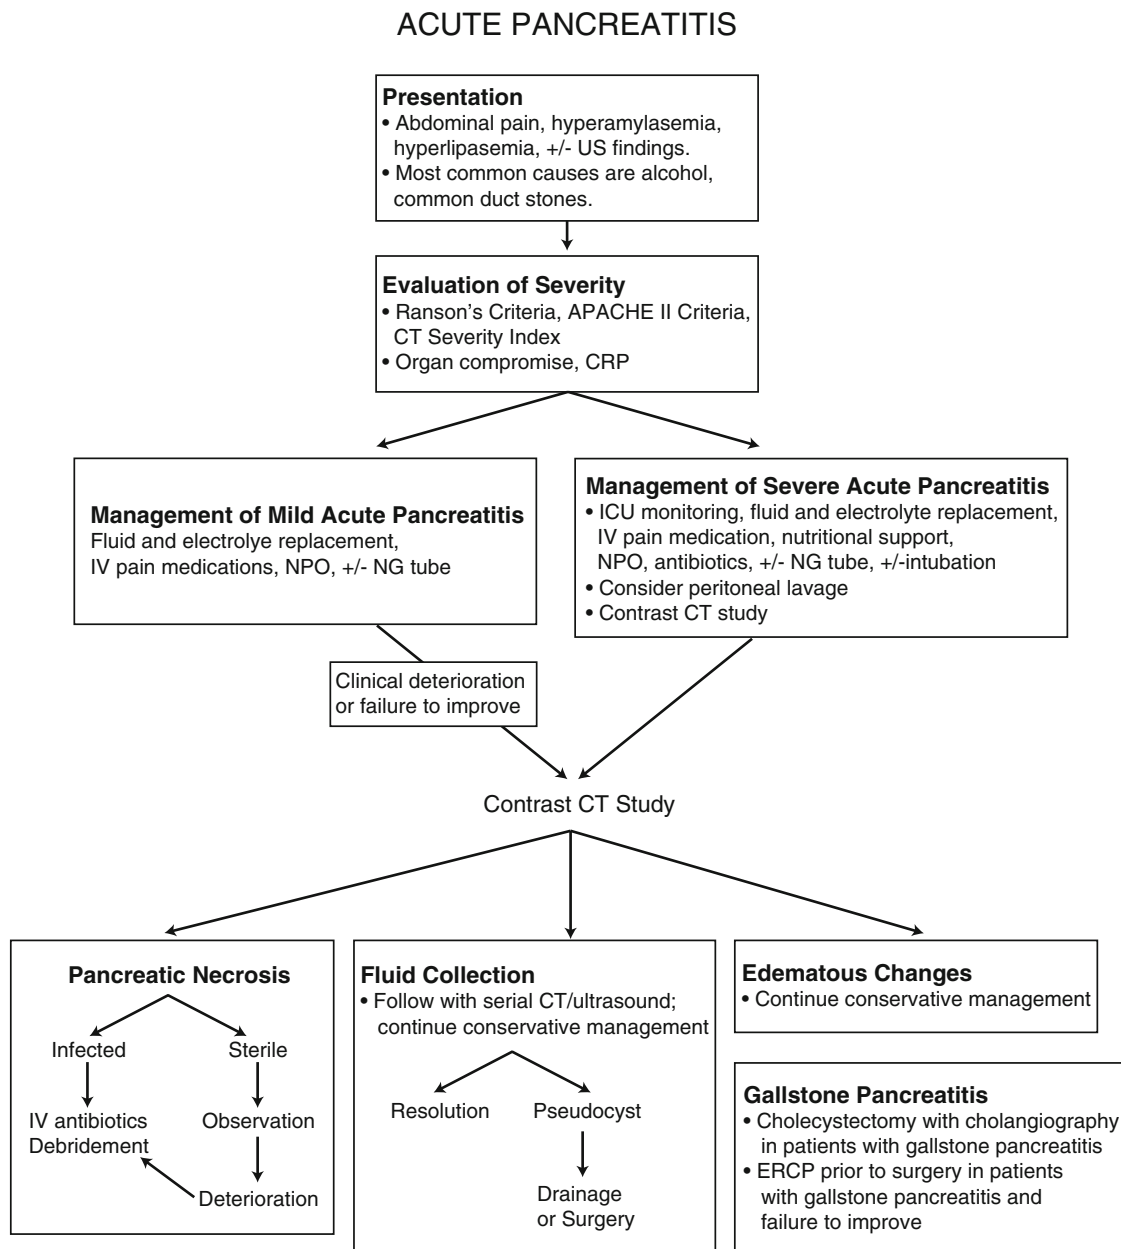 ACUTE PANCREATITIS
Presentation
• Abdominal pain, hyperamylasemia,
hyperlipasemia, +/- US findings.
• Most common causes are alcohol,
common duct stones.
Evaluation of Severity
• Ranson's Criteria, APACHE II Criteria,
CT Severity Index
• Organ compromise, CRP
Management of Mild Acute Pancreatitis
Fluid and electrolye replacement,
IV pain medications, NPO, +/- NG tube
Management of Severe Acute Pancreatitis
• ICU monitoring, fluid and electrolyte replacement,
IV pain medication, nutritional support,
NPO, antibiotics, +/- NG tube, +/-intubation
• Consider peritoneal lavage
• Contrast CT study
Clinical deterioration
or failure to improve
Contrast CT Study
Pancreatic Necrosis
Infected
Sterile
IV antibiotics
Debridement
Observation
Deterioration
Fluid Collection
• Follow with serial CT/ultrasound;
continue conservative management
Resolution
Pseudocyst
Drainage
or Surgery
Edematous Changes
• Continue conservative management
Gallstone Pancreatitis
• Cholecystectomy with cholangiography
in patients with gallstone pancreatitis
• ERCP prior to surgery in patients
with gallstone pancreatitis and
failure to improve